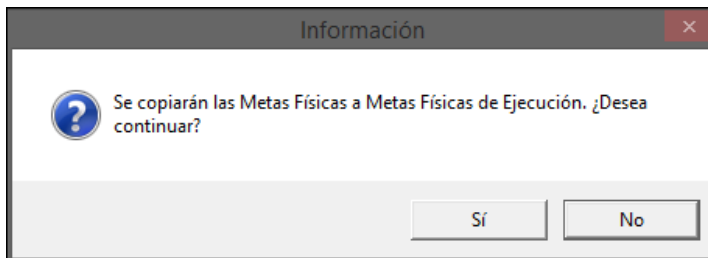 Información
Se copiarán las Metas Físicas a Metas Físicas de Ejecución. ¿Desea
continuar?
Sí
No